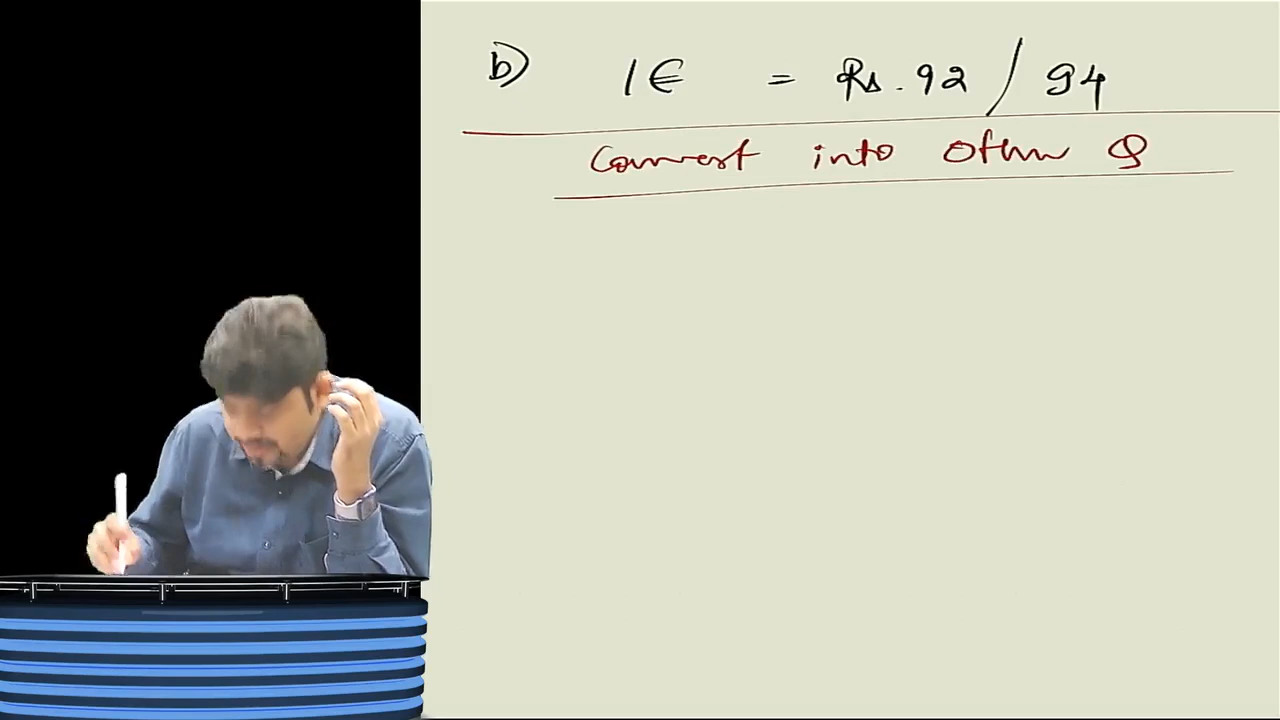 b) 1€ = Rs. 92 / 94
Convert into Other Q